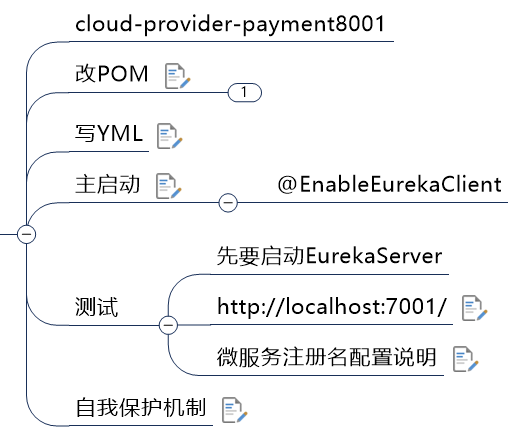 cloud-provider-payment8001
改POM
1
写YML
主启动
@EnableEurekaClient
测试
先要启动EurekaServer
http://localhost:7001/
微服务注册名配置说明
自我保护机制